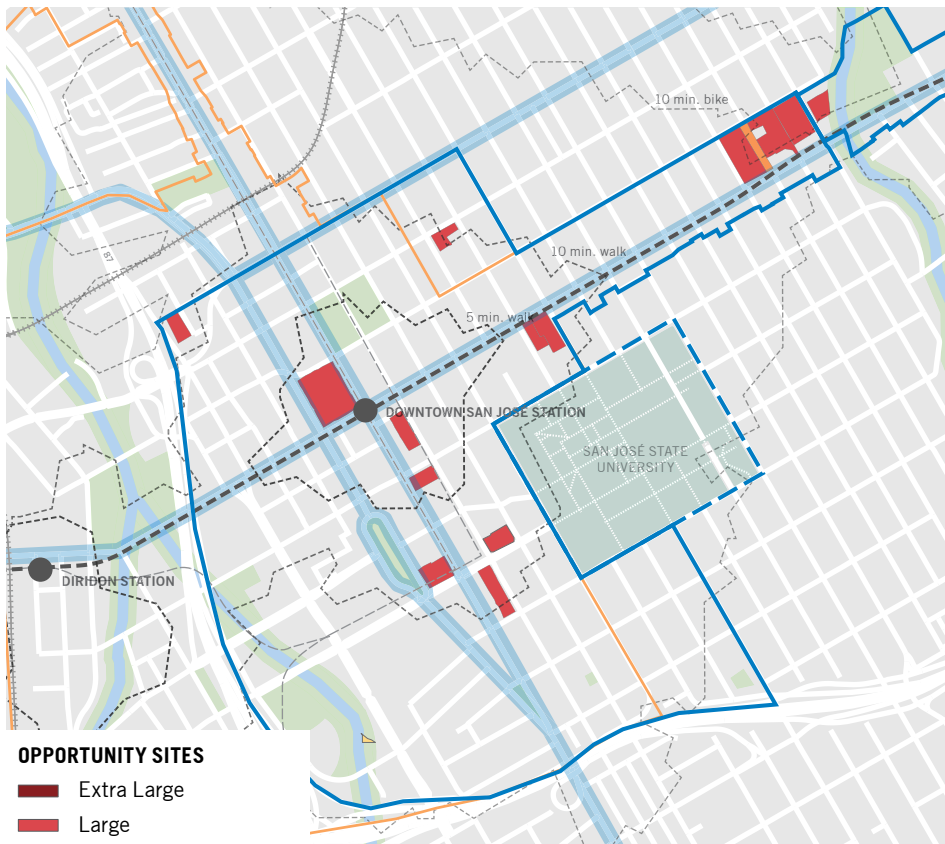 10 min. bike
87
10 min. walk
5 min. walk
DOWNTOWN SAN JOSE STATION
SAN JOSÉ STATE
UNIVERSITY
DIRIDON STATION
OPPORTUNITY SITES
Extra Large
Large